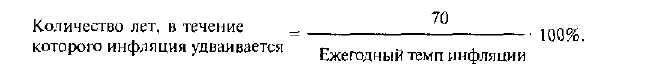 70
Количество лет, в течение
которого инфляция удваивается = · 100%.
Ежегодный темп инфляции